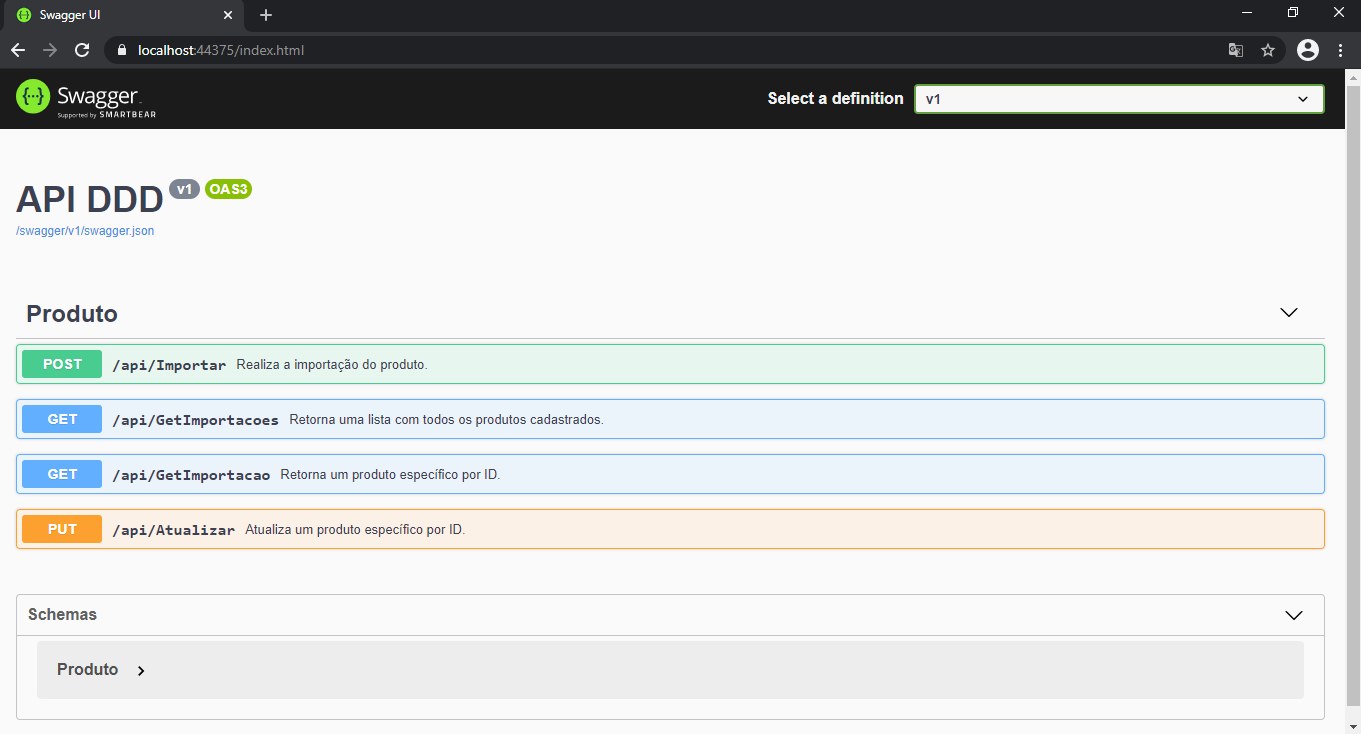 Swagger UI
localhost:44375/index.html
Swagger
Supported by SMARTBEAR
Select a definition v1
API DDD v1 OAS3
/swagger/v1/swagger.json
Produto
POST /api/Importar Realiza a importação do produto.
GET /api/GetImportacoes Retorna uma lista com todos os produtos cadastrados.
GET /api/GetImportacao Retorna um produto específico por ID.
PUT /api/Atualizar Atualiza um produto específico por ID.
Schemas
Produto